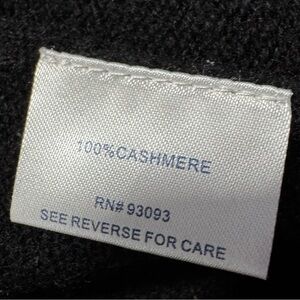 100%CASHMERE
RN# 93093
SEE REVERSE FOR CARE